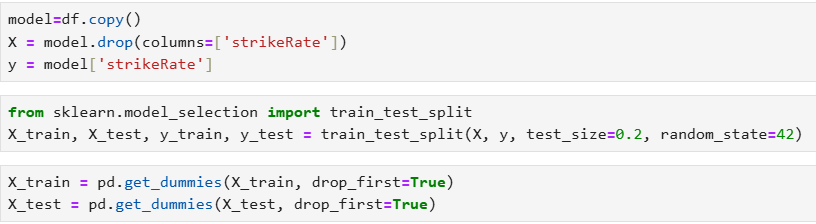 model=df.copy()
X = model.drop(columns=['strikeRate'])
y = model['strikeRate']
from sklearn.model_selection import train_test_split
X_train, X_test, y_train, y_test = train_test_split(X, y, test_size=0.2, random_state=42)
X_train = pd.get_dummies(X_train, drop_first=True)
X_test = pd.get_dummies(X_test, drop_first=True)